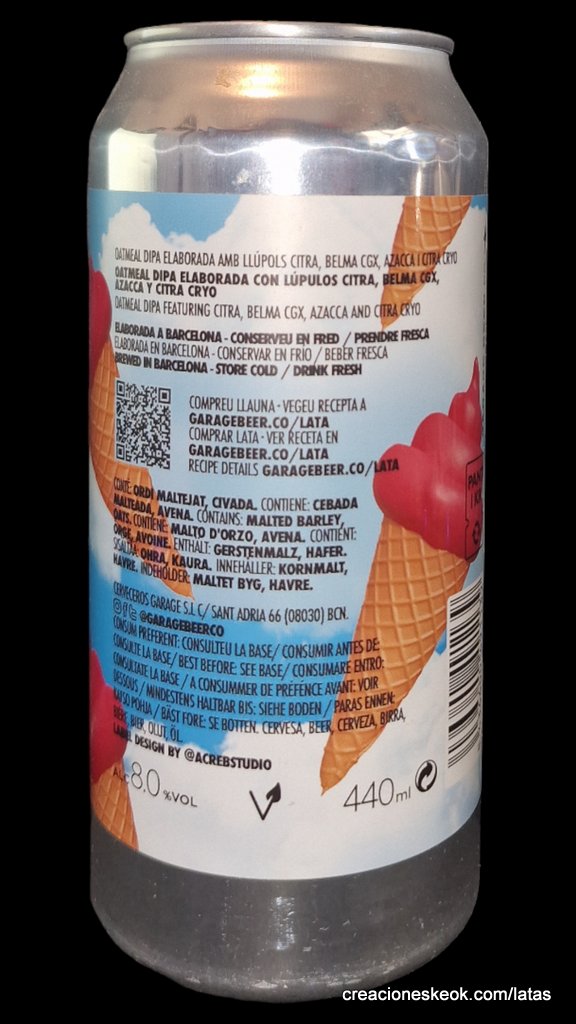 OATMEAL DIPA ELABORADA AMB LLÚPOLS CITRA, BELMA CGX, AZACCA I CITRA CRYO
OATMEAL DIPA ELABORADA CON LÚPULOS CITRA, BELMA CGX,
AZACCA Y CITRA CRYO
OATMEAL DIPA FEATURING CITRA, BELMA CGX, AZACCA AND CITRA CRYO
ELABORADA A BARCELONA - CONSERVEU EN FRED / PRENDRE FRESCA
ELABORADA EN BARCELONA - CONSERVAR EN FRÍO / BEBER FRESCA
BREWED IN BARCELONA - STORE COLD / DRINK FRESH
COMPREU LLAUNA - VEGEU RECEPTA A
GARAGEBEER.CO/LATA
COMPRAR LATA - VER RECETA EN
GARAGEBEER.CO/LATA
RECIPE DETAILS GARAGEBEER.CO/LATA
CONTÉ: ORDI MALTEJAT, CIVADA. CONTIENE: CEBADA
MALTEADA, AVENA. CONTAINS: MALTED BARLEY,
OATS. CONTIENE: MALTO D'ORZO, AVENA. CONTIENT:
ORGE, AVOINE. ENTHÄLT: GERSTENMALZ, HAFER.
SISÄLTÄÄ: OHRA, KAURA. INNEHÅLLER: KORNMALT,
HAVRE. INDEHOLDER: MALTET BYG, HAVRE.
CERVECEROS GARAGE S.L C/ SANT ADRIA 66 (08030) BCN.
@GARAGEBEERCO
CONSUM PREFERENT: CONSULTEU LA BASE/ CONSUMIR ANTES DE:
CONSULTE LA BASE/ BEST BEFORE: SEE BASE/ CONSUMARE ENTRO:
CONSULTATE LA BASE / A CONSUMMER DE PRÉFENCE AVANT: VOIR
DESSOUS / MINDESTENS HALTBAR BIS: SIEHE BODEN / PARAS ENNEN:
KATSO POHJA / BÄST FORE: SE BOTTEN. CERVESA, BEER, CERVEZA, BIRRA,
BIÈRE, BIER, OLUT, ÖL.
LABEL DESIGN BY @ACREBSTUDIO
ALC 8,0 %VOL
440ml
creacioneskeok.com/latas